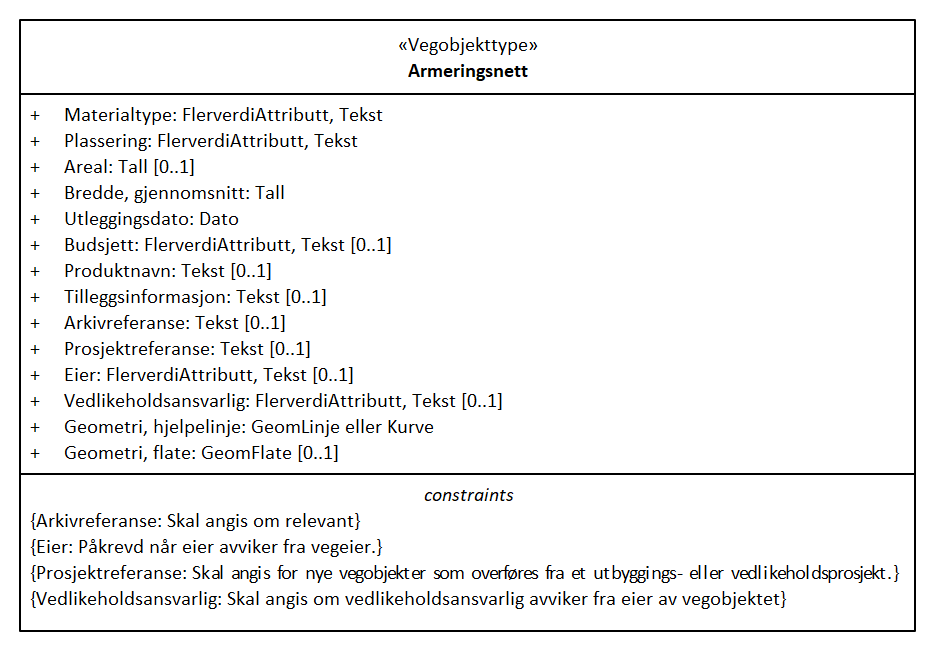 «Vegobjekttype»
Armeringsnett
+ Materialtype: FlerverdiAttributt, Tekst
+ Plassering: FlerverdiAttributt, Tekst
+ Areal: Tall [0..1]
+ Bredde, gjennomsnitt: Tall
+ Utleggingsdato: Dato
+ Budsjett: FlerverdiAttributt, Tekst [0..1]
+ Produktnavn: Tekst [0..1]
+ Tilleggsinformasjon: Tekst [0..1]
+ Arkivreferanse: Tekst [0..1]
+ Prosjektreferanse: Tekst [0..1]
+ Eier: FlerverdiAttributt, Tekst [0..1]
+ Vedlikeholdsansvarlig: FlerverdiAttributt, Tekst [0..1]
+ Geometri, hjelpelinje: GeomLinje eller Kurve
+ Geometri, flate: GeomFlate [0..1]
constraints
{Arkivreferanse: Skal angis om relevant}
{Eier: Påkrevd når eier avviker fra vegeier.}
{Prosjektreferanse: Skal angis for nye vegobjekter som overføres fra et utbyggings- eller vedlikeholdsprosjekt.}
{Vedlikeholdsansvarlig: Skal angis om vedlikeholdsansvarlig avviker fra eier av vegobjektet}